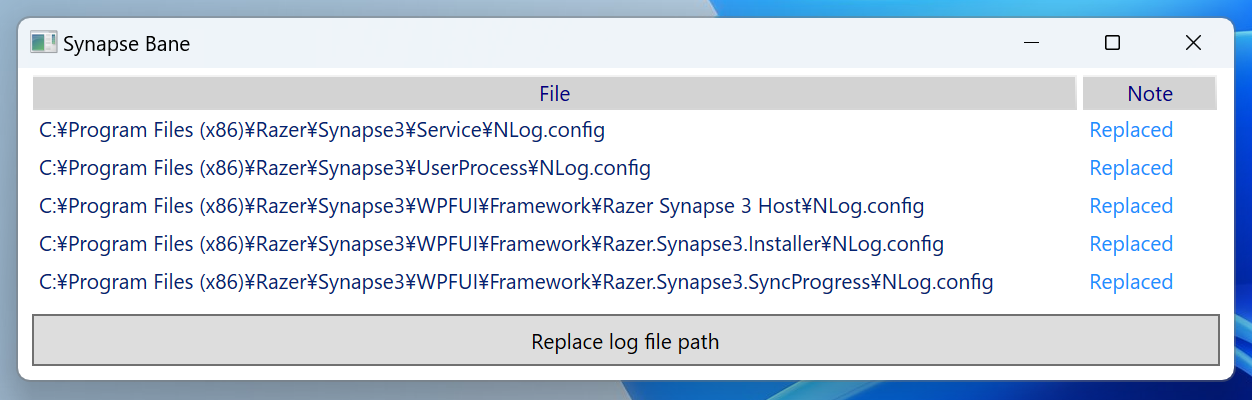 Synapse Bane
File Note
C:¥Program Files (x86)¥Razer¥Synapse3¥Service¥NLog.config Replaced
C:¥Program Files (x86)¥Razer¥Synapse3¥UserProcess¥NLog.config Replaced
C:¥Program Files (x86)¥Razer¥Synapse3¥WPFUI¥Framework¥Razer Synapse 3 Host¥NLog.config Replaced
C:¥Program Files (x86)¥Razer¥Synapse3¥WPFUI¥Framework¥Razer.Synapse3.Installer¥NLog.config Replaced
C:¥Program Files (x86)¥Razer¥Synapse3¥WPFUI¥Framework¥Razer.Synapse3.SyncProgress¥NLog.config Replaced
Replace log file path